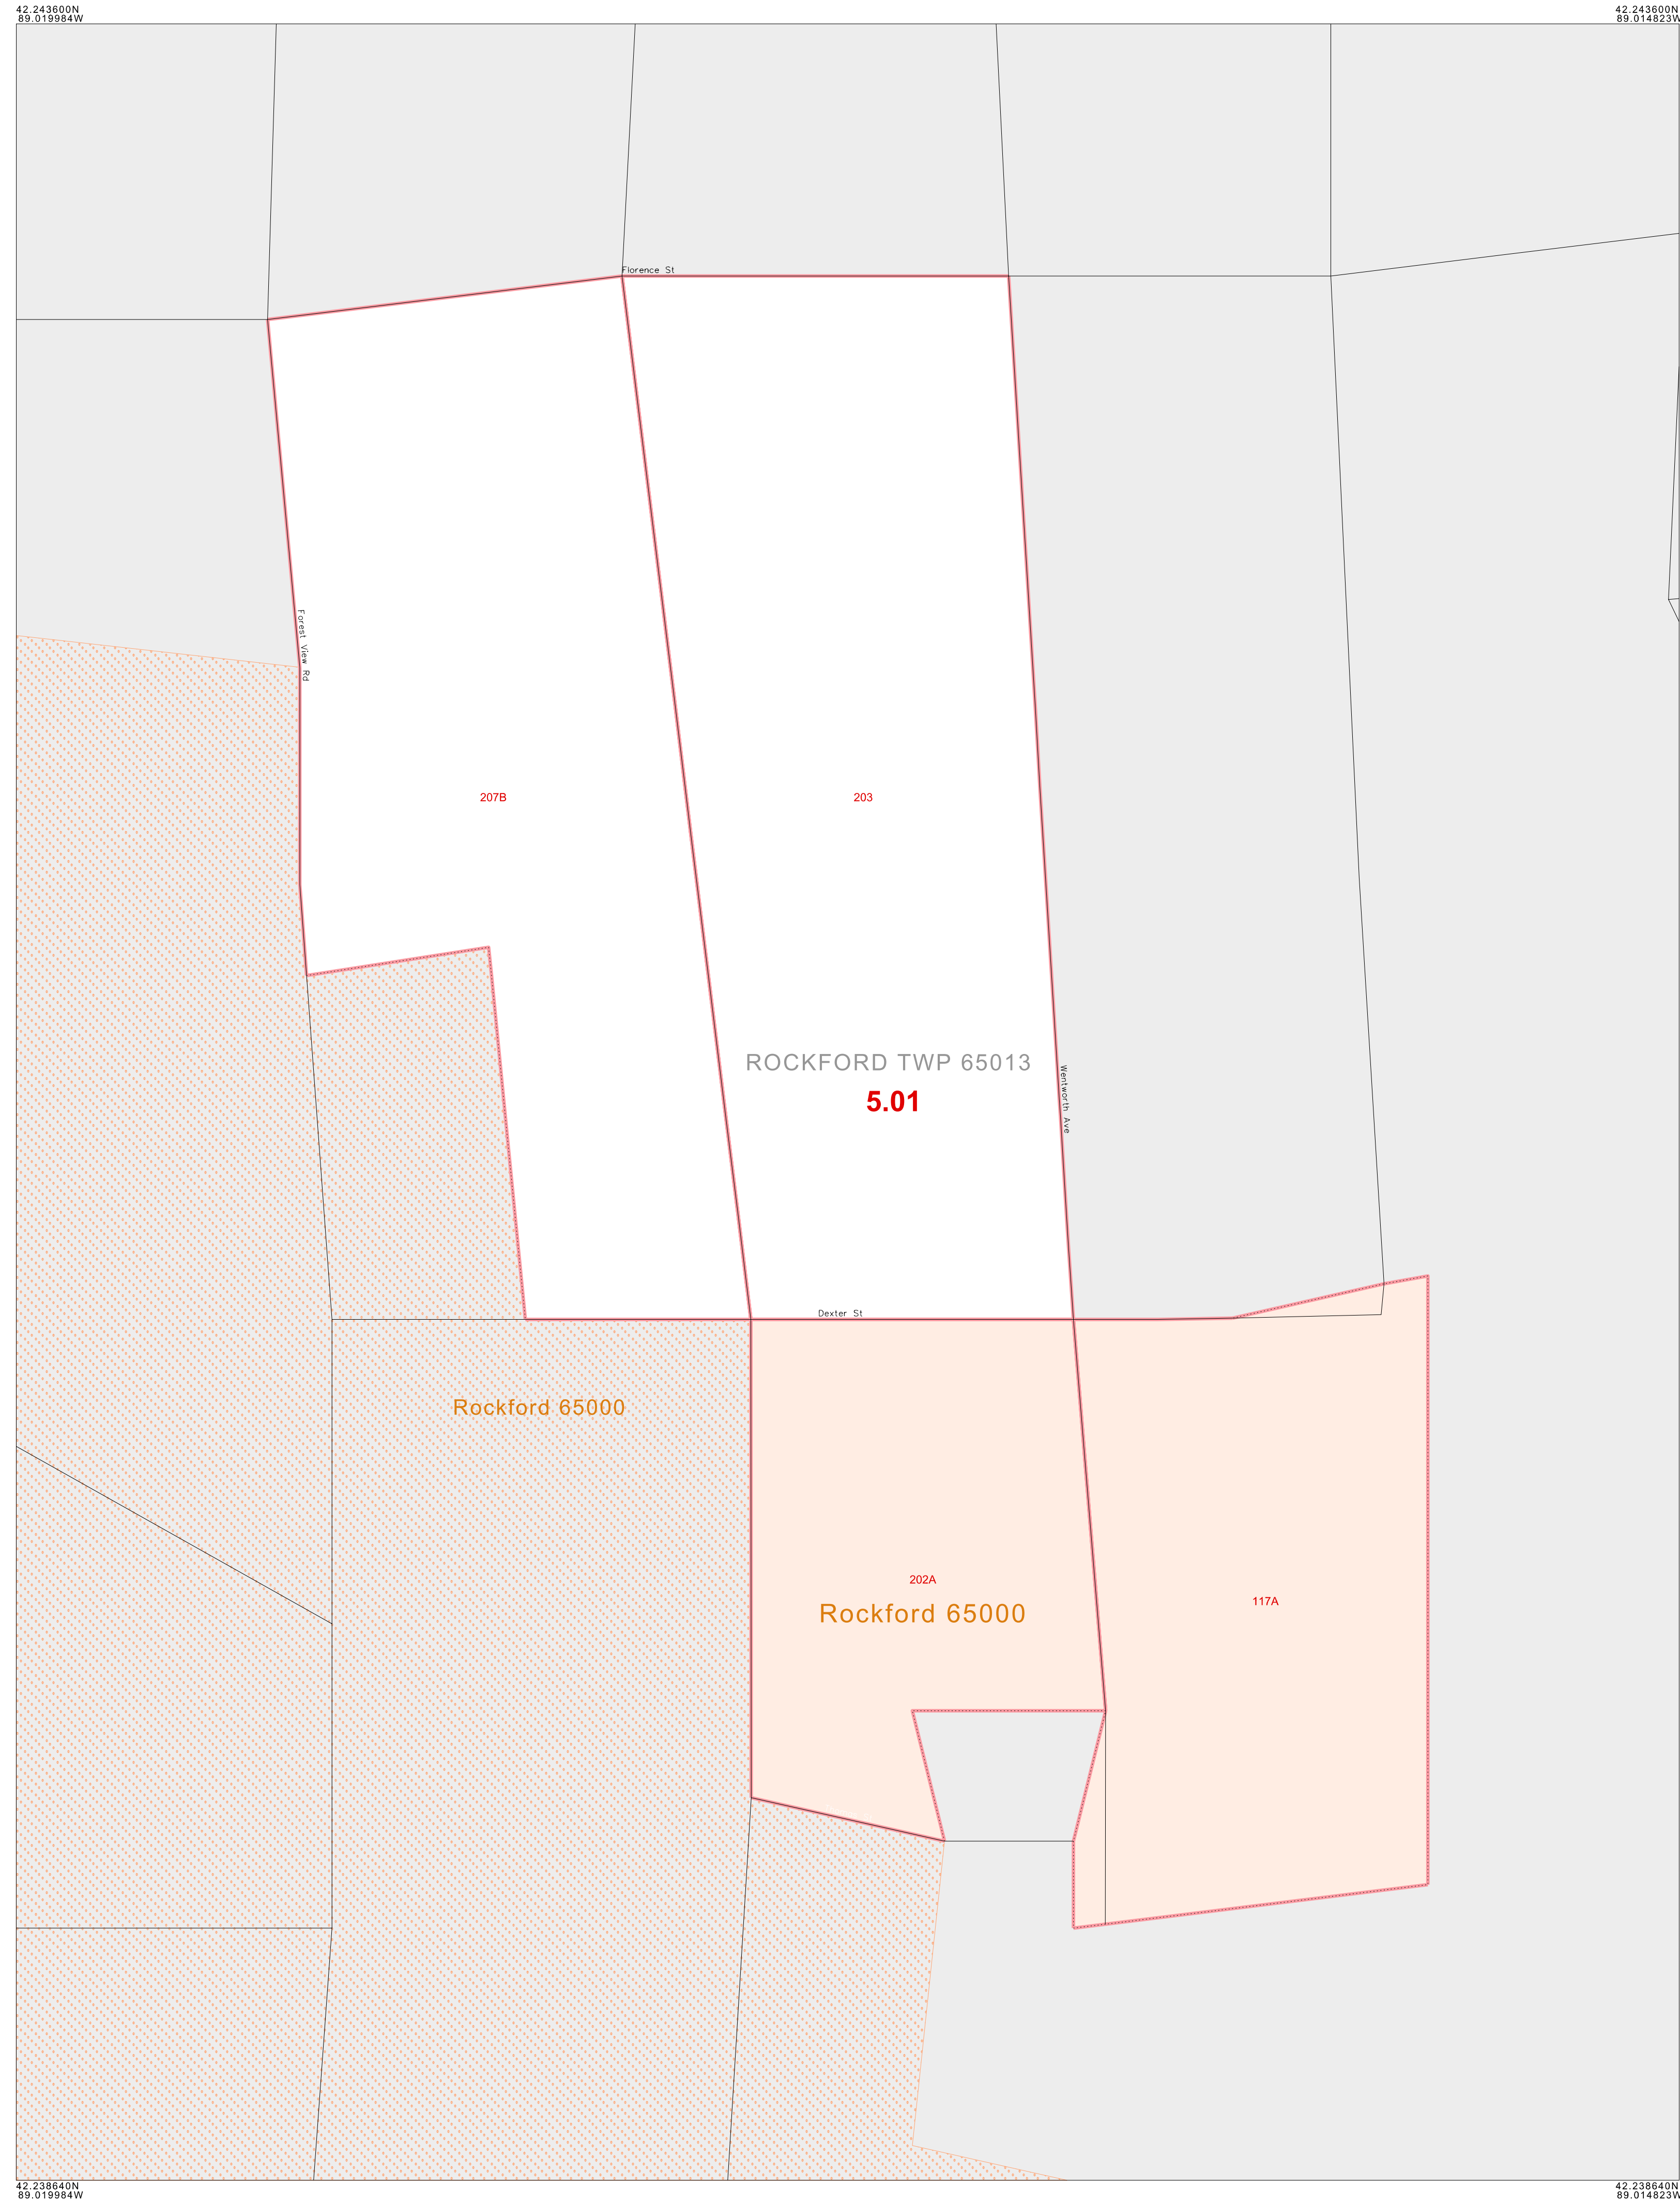 42.243600N
89.019984W
42.243600N
89.014823W
Florence St
Forest View Rd
207B
203
ROCKFORD TWP 65013
5.01
Wentworth Ave
Dexter St
Rockford 65000
202A
Rockford 65000
117A
42.238640N
89.019984W
42.238640N
89.014823W